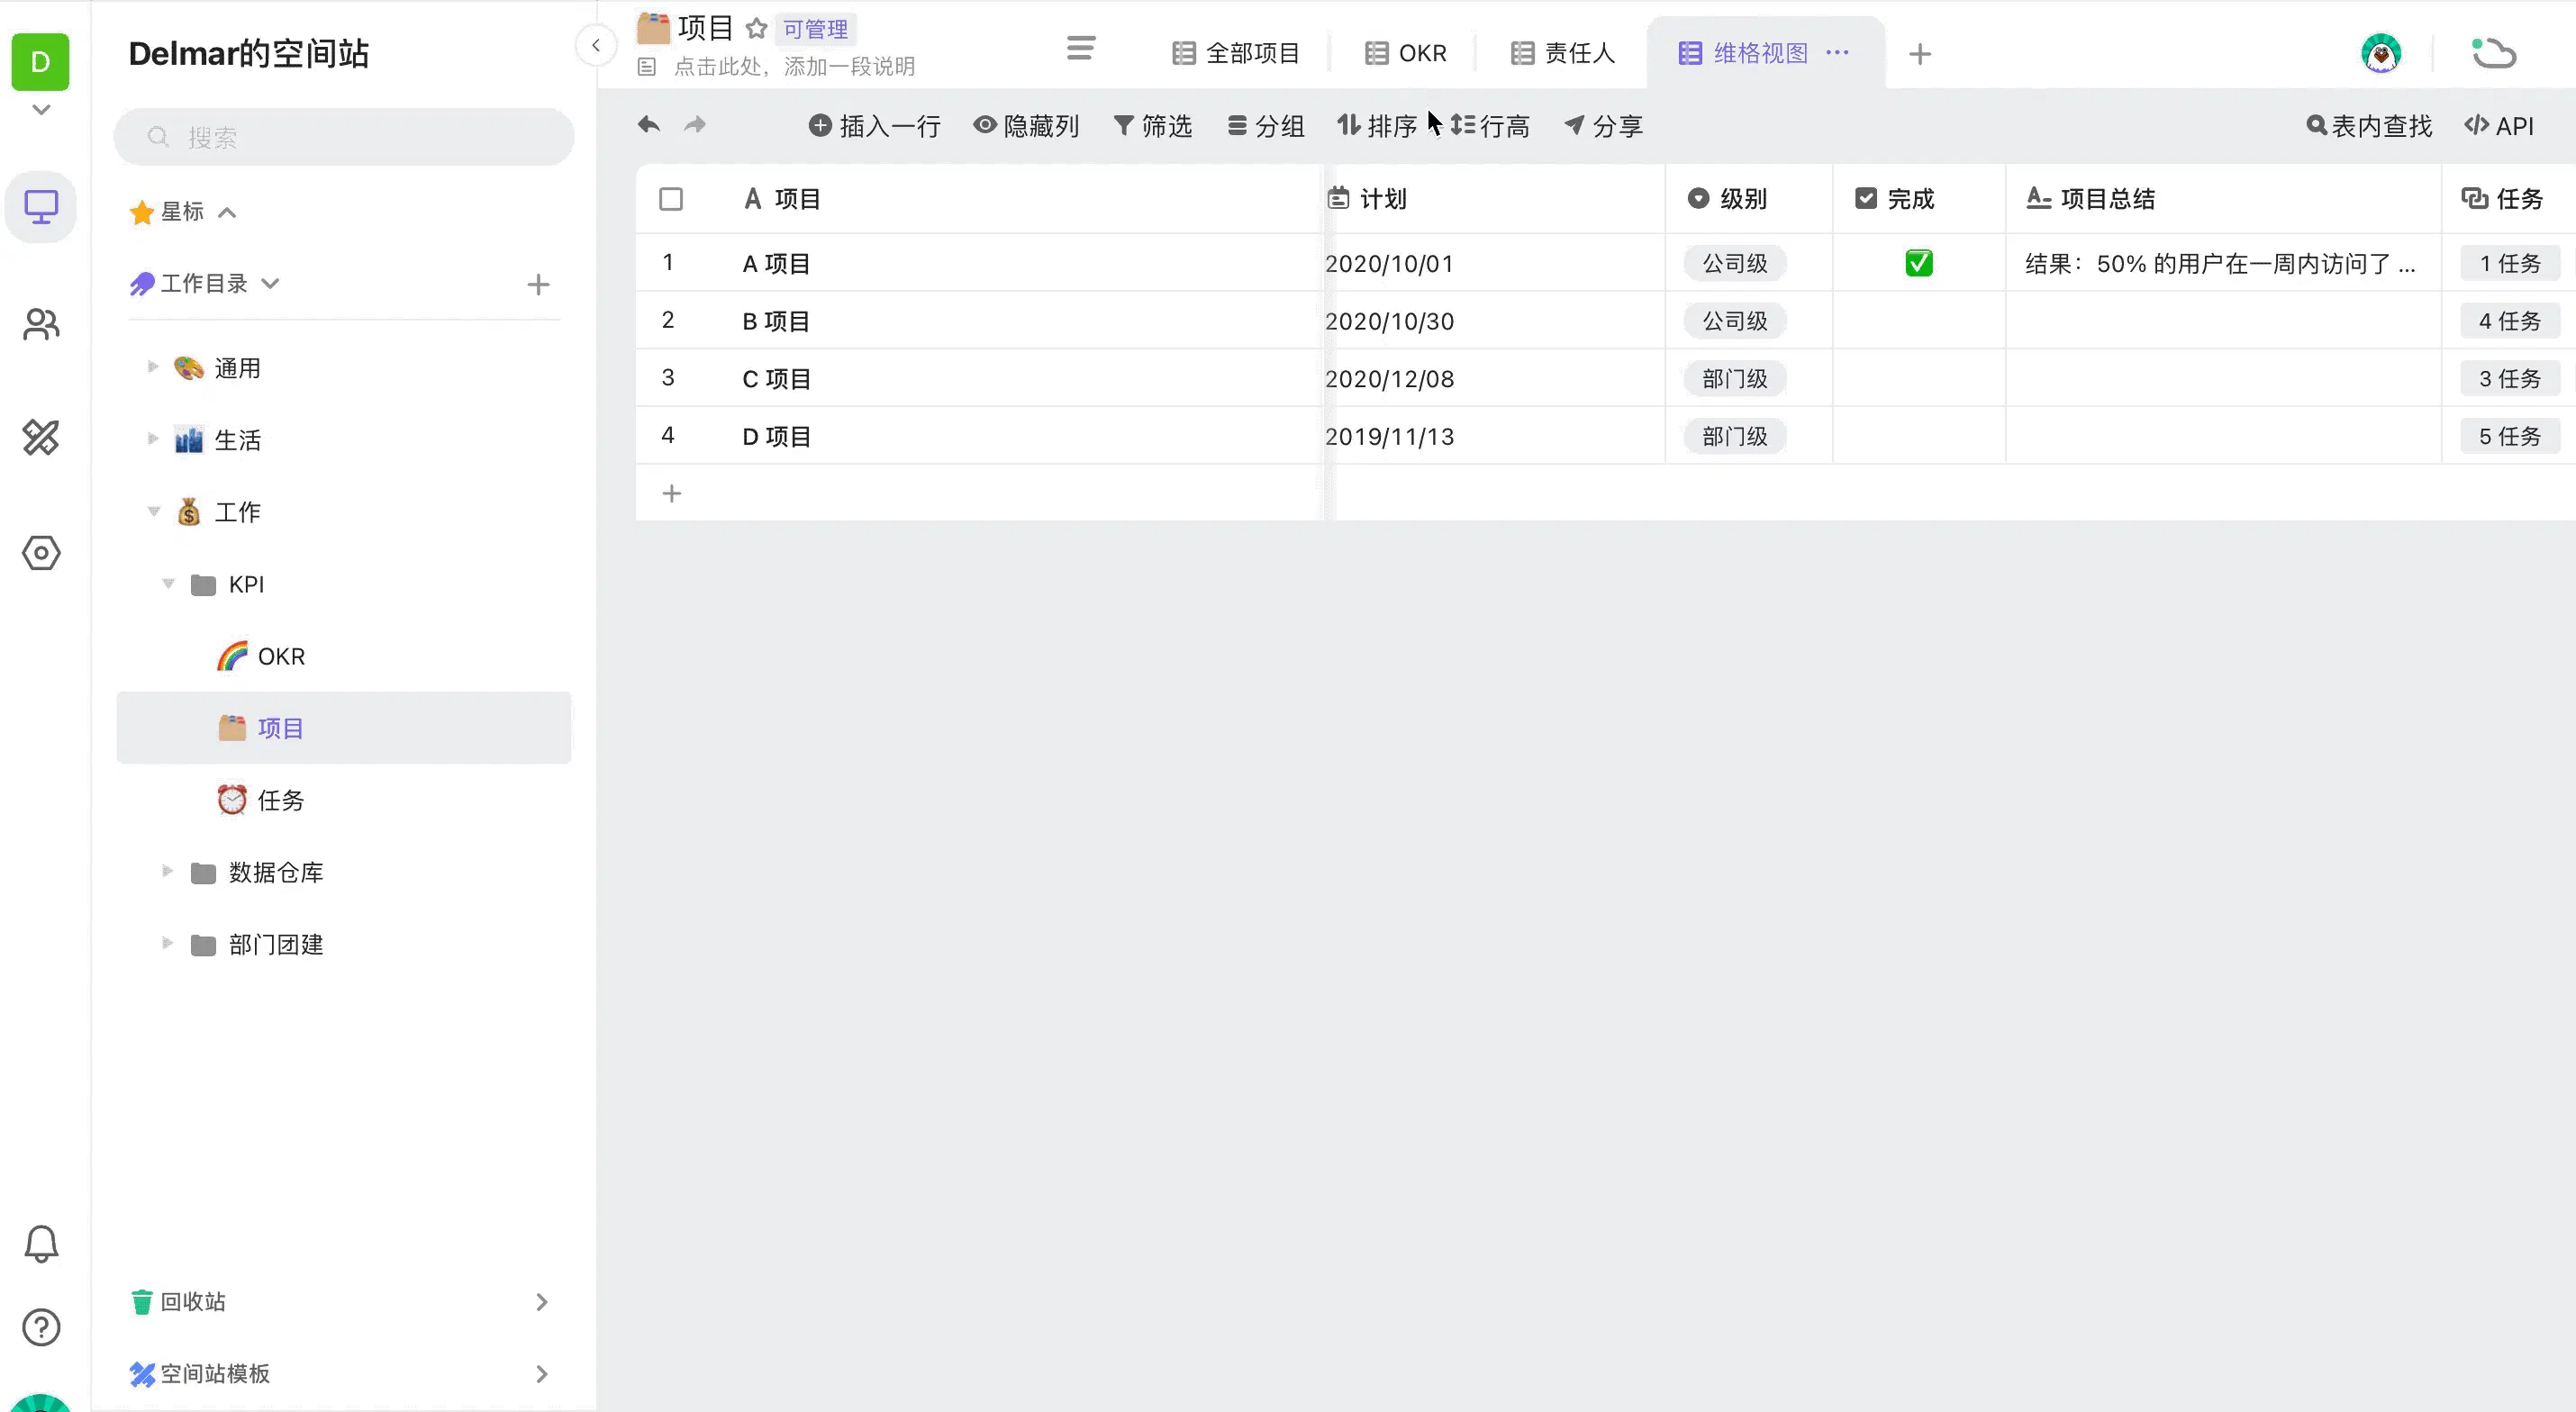 D
Delmar的空间站
搜索
星标
工作目录
通用
生活
工作
KPI
OKR
项目
任务
数据仓库
部门团建
回收站
空间站模板
项目 可管理
点击此处，添加一段说明
全部项目 OKR 责任人 维格视图
插入一行 隐藏列 筛选 分组 排序 行高 分享 表内查找 API
项目 计划 级别 完成 项目总结 任务
1 A 项目 2020/10/01 公司级 结果：50% 的用户在一周内访问了 ... 1 任务
2 B 项目 2020/10/30 公司级 4 任务
3 C 项目 2020/12/08 部门级 3 任务
4 D 项目 2019/11/13 部门级 5 任务